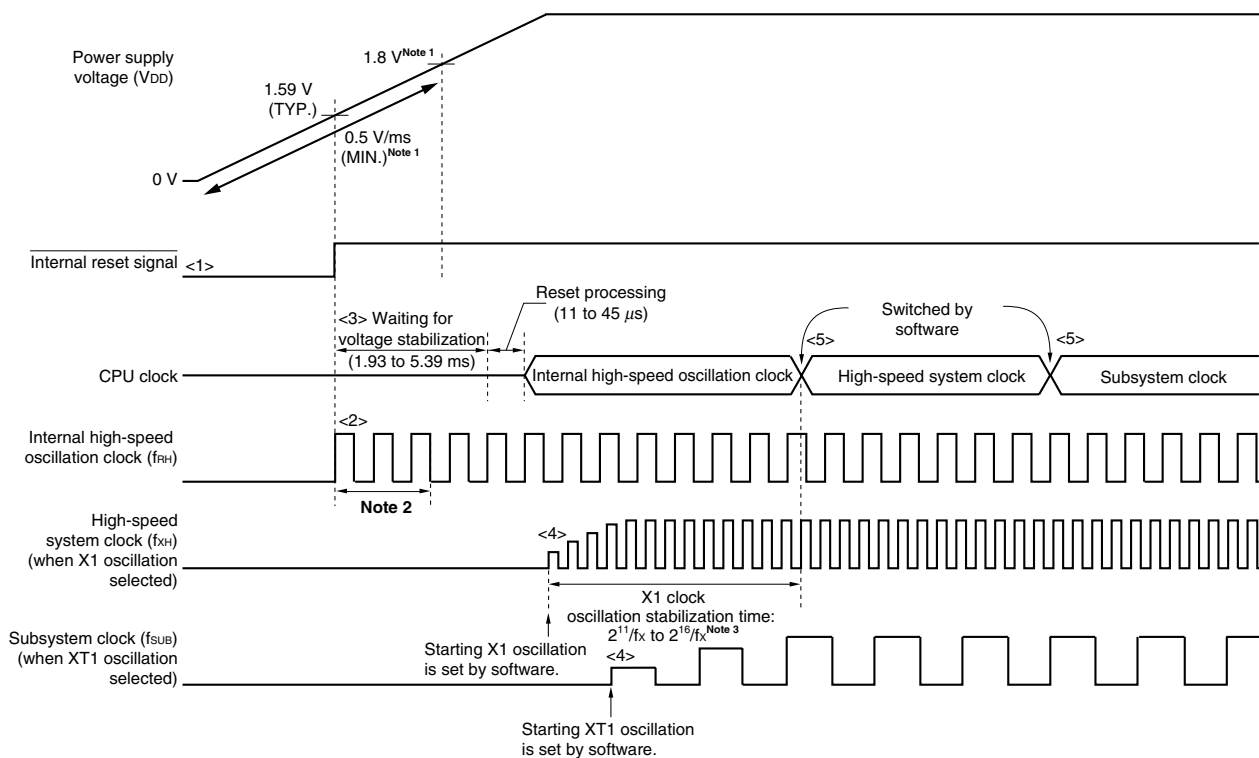 Power supply
voltage (VDD)
1.8 V Note 1
1.59 V
(TYP.)
0.5 V/ms
(MIN.) Note 1
0 V
Internal reset signal
<1>
Reset processing
(11 to 45 μs)
<3> Waiting for
voltage stabilization
(1.93 to 5.39 ms)
Switched by
software
<5>
<5>
CPU clock
Internal high-speed oscillation clock
High-speed system clock
Subsystem clock
<2>
Internal high-speed
oscillation clock (fRH)
Note 2
High-speed
system clock (fXH)
(when X1 oscillation
selected)
<4>
X1 clock
oscillation stabilization time:
2^11/fX to 2^16/fX Note 3
Starting X1 oscillation
is set by software.
Subsystem clock (fSUB)
(when XT1 oscillation
selected)
<4>
Starting XT1 oscillation
is set by software.